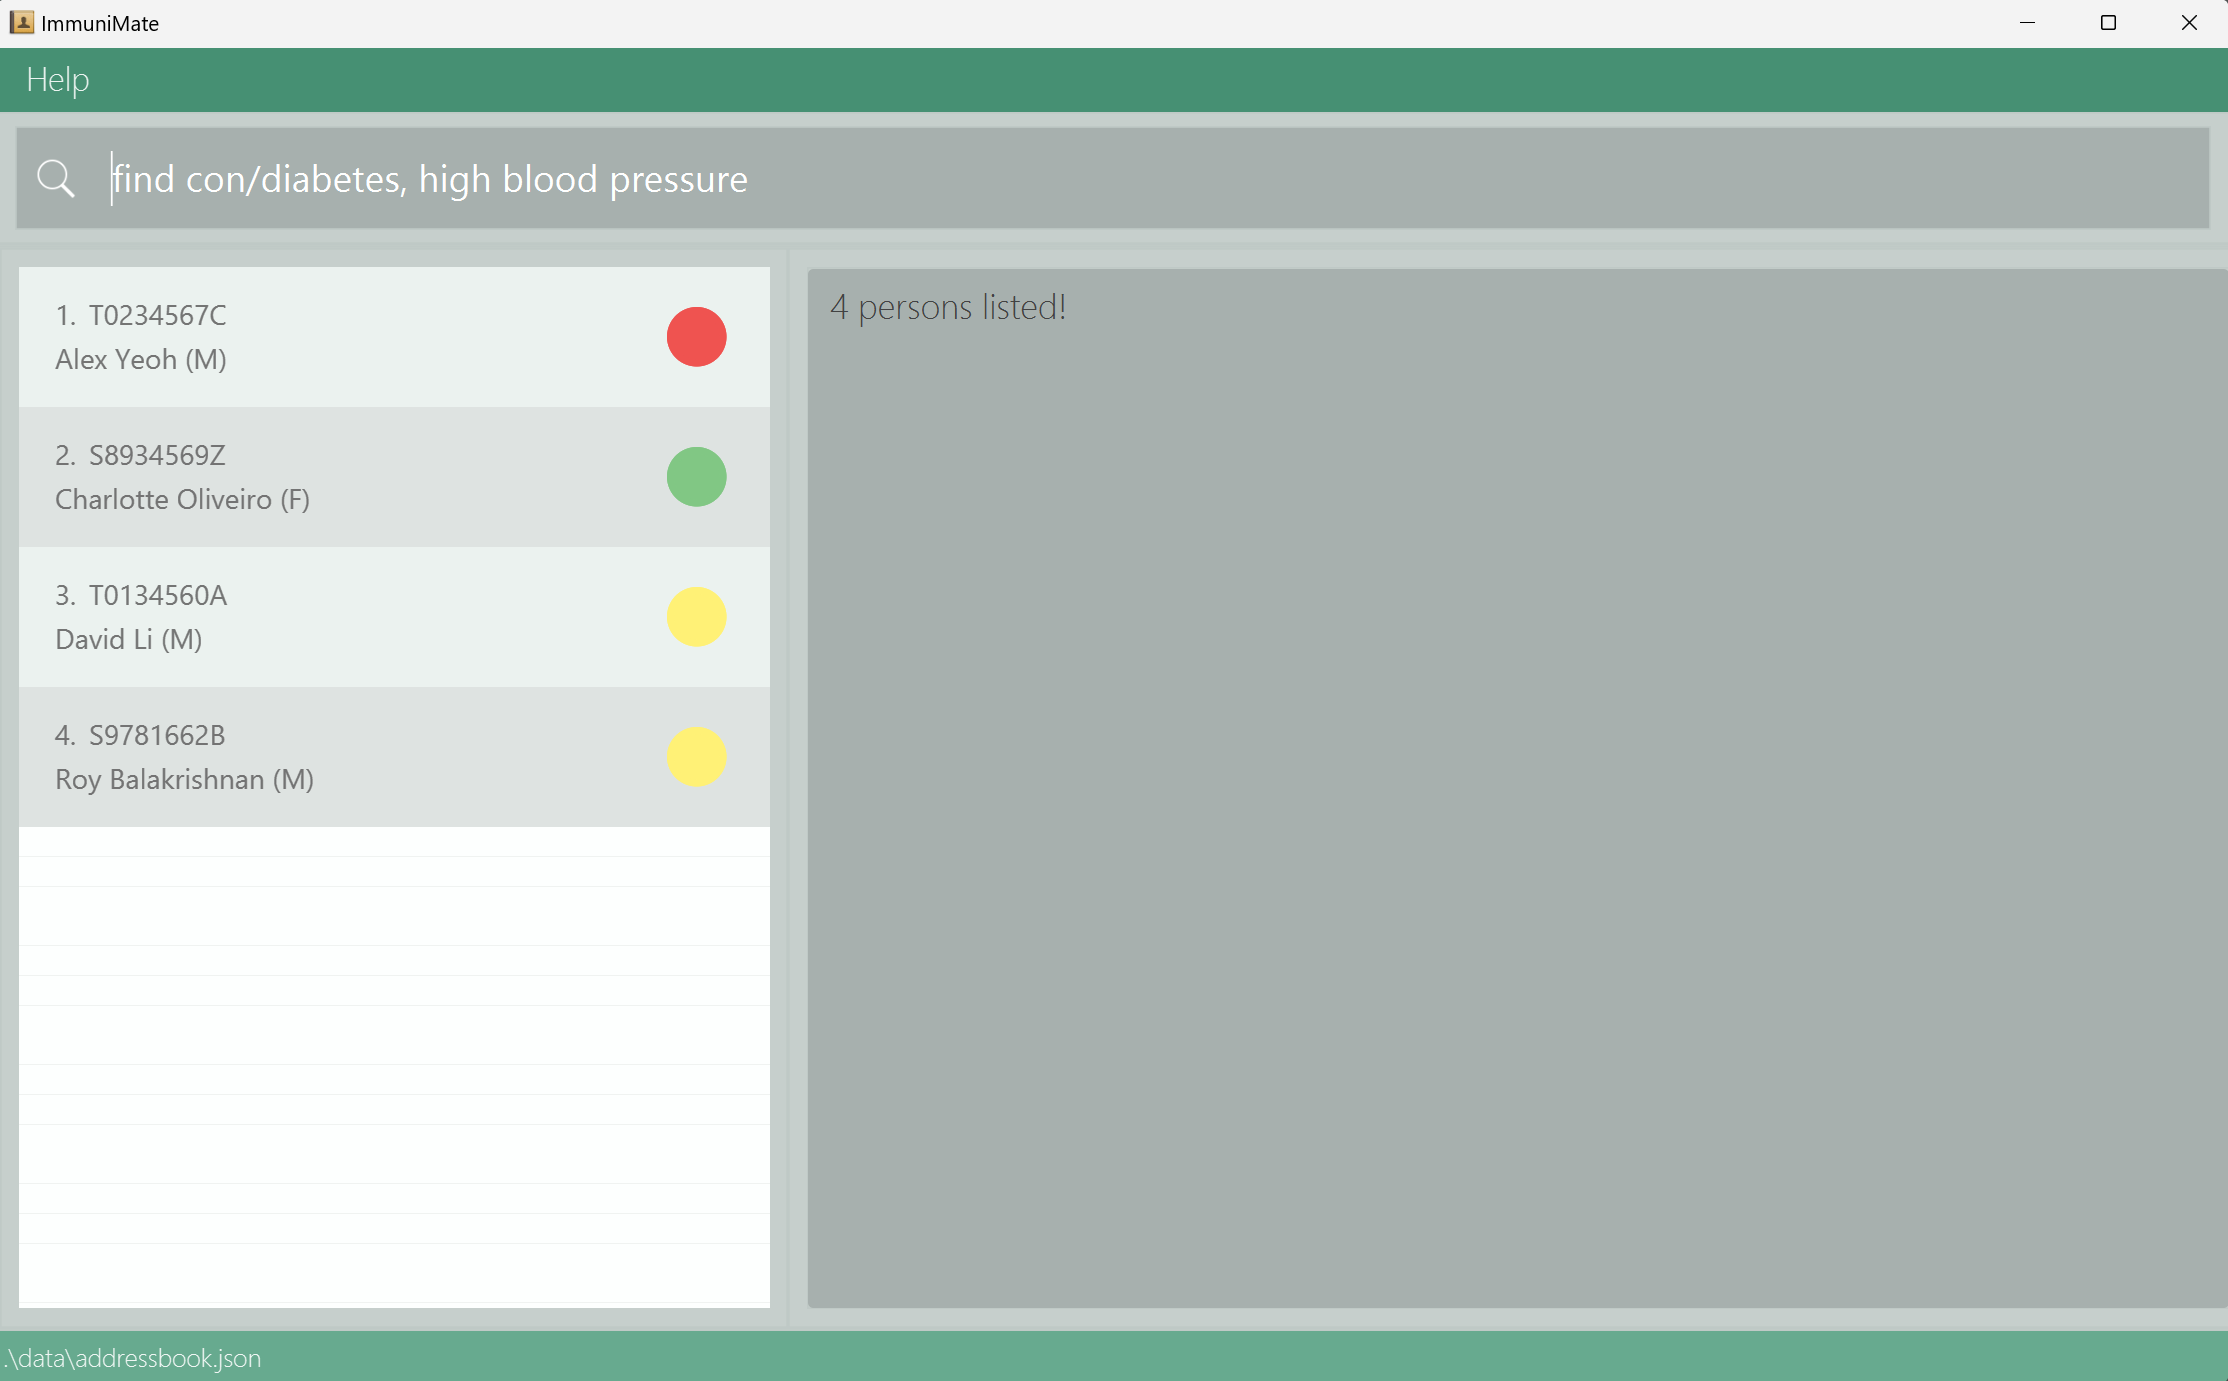 ImmuniMate
Help
find con/diabetes, high blood pressure
1. T0234567C
Alex Yeoh (M)
2. S8934569Z
Charlotte Oliveiro (F)
3. T0134560A
David Li (M)
4. S9781662B
Roy Balakrishnan (M)
4 persons listed!
.\data\addressbook.json